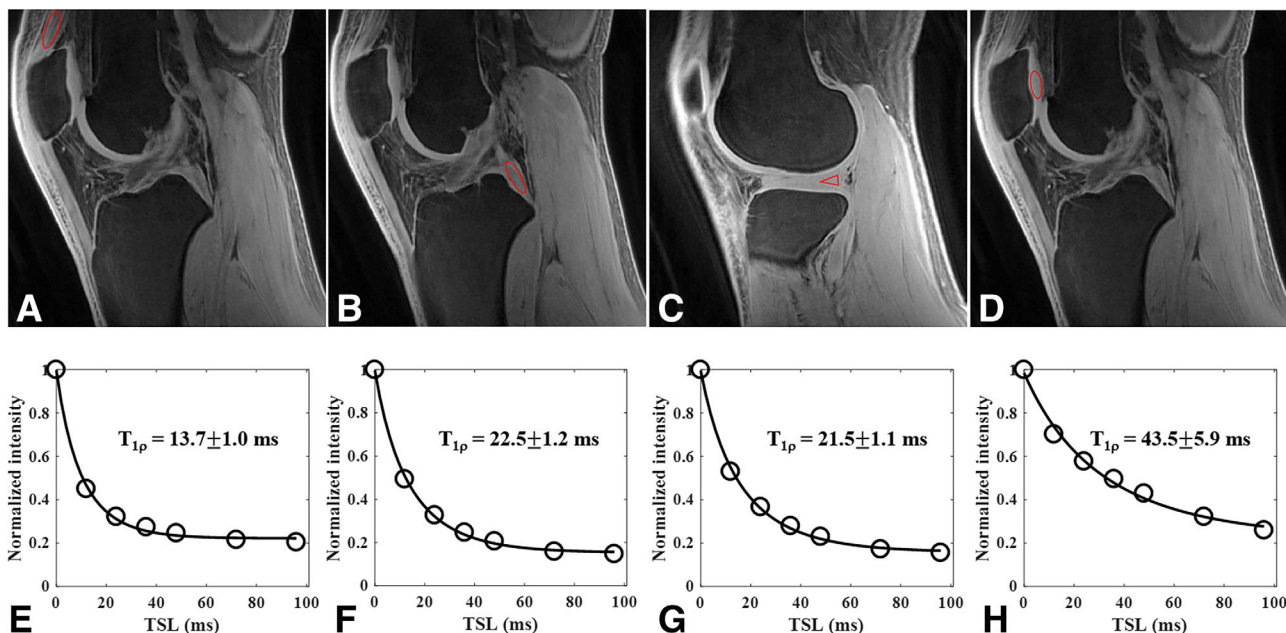 A
B
C
D
Normalized intensity
1
0.8
0.6
0.4
0.2
0
T1ρ = 13.7±1.0 ms
0 20 40 60 80 100
TSL (ms)
E
Normalized intensity
1
0.8
0.6
0.4
0.2
0
T1ρ = 22.5±1.2 ms
0 20 40 60 80 100
TSL (ms)
F
Normalized intensity
1
0.8
0.6
0.4
0.2
0
T1ρ = 21.5±1.1 ms
0 20 40 60 80 100
TSL (ms)
G
Normalized intensity
1
0.8
0.6
0.4
0.2
0
T1ρ = 43.5±5.9 ms
0 20 40 60 80 100
TSL (ms)
H